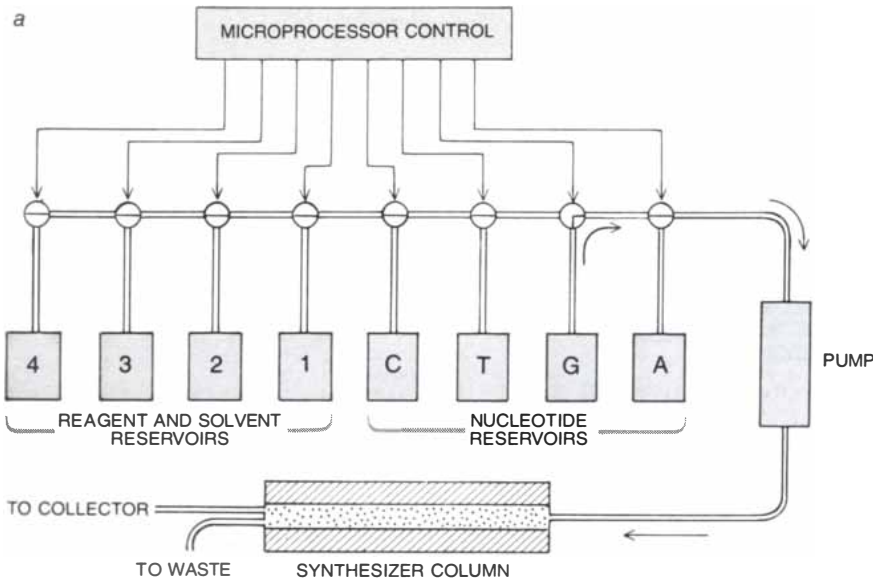 a
MICROPROCESSOR CONTROL
4 3 2 1 C T G A
PUMP
REAGENT AND SOLVENT
RESERVOIRS
NUCLEOTIDE
RESERVOIRS
TO COLLECTOR
TO WASTE
SYNTHESIZER COLUMN